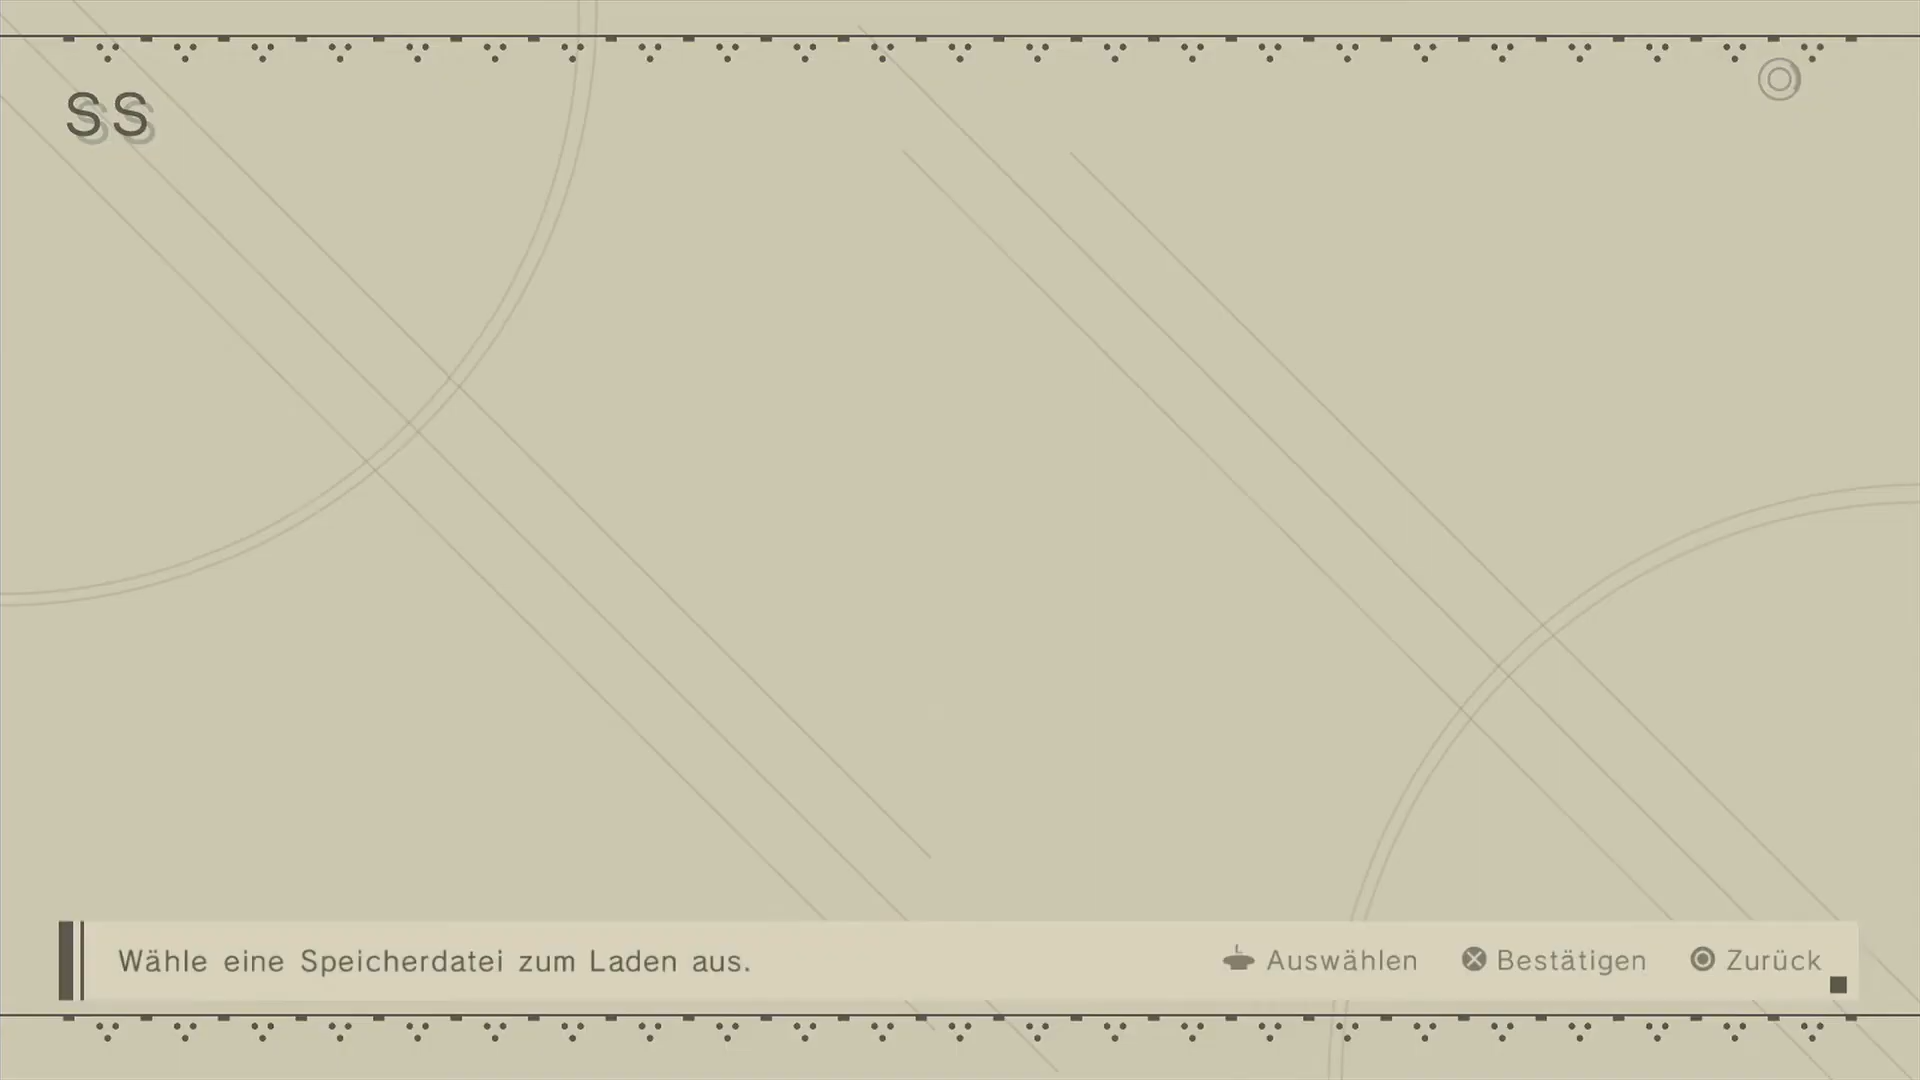 SS
Wähle eine Speicherdatei zum Laden aus.
L Auswählen Bestätigen Zurück